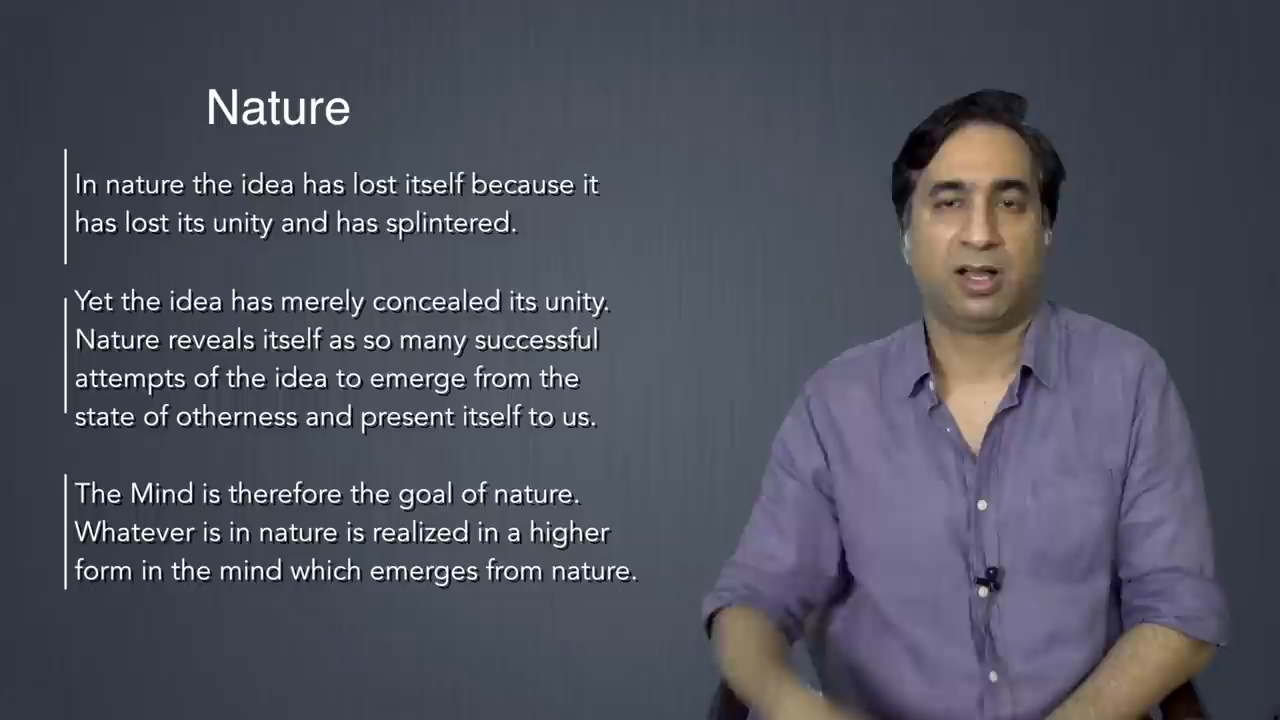 Nature
In nature the idea has lost itself because it
has lost its unity and has splintered.
Yet the idea has merely concealed its unity.
Nature reveals itself as so many successful
attempts of the idea to emerge from the
state of otherness and present itself to us.
The Mind is therefore the goal of nature.
Whatever is in nature is realized in a higher
form in the mind which emerges from nature.